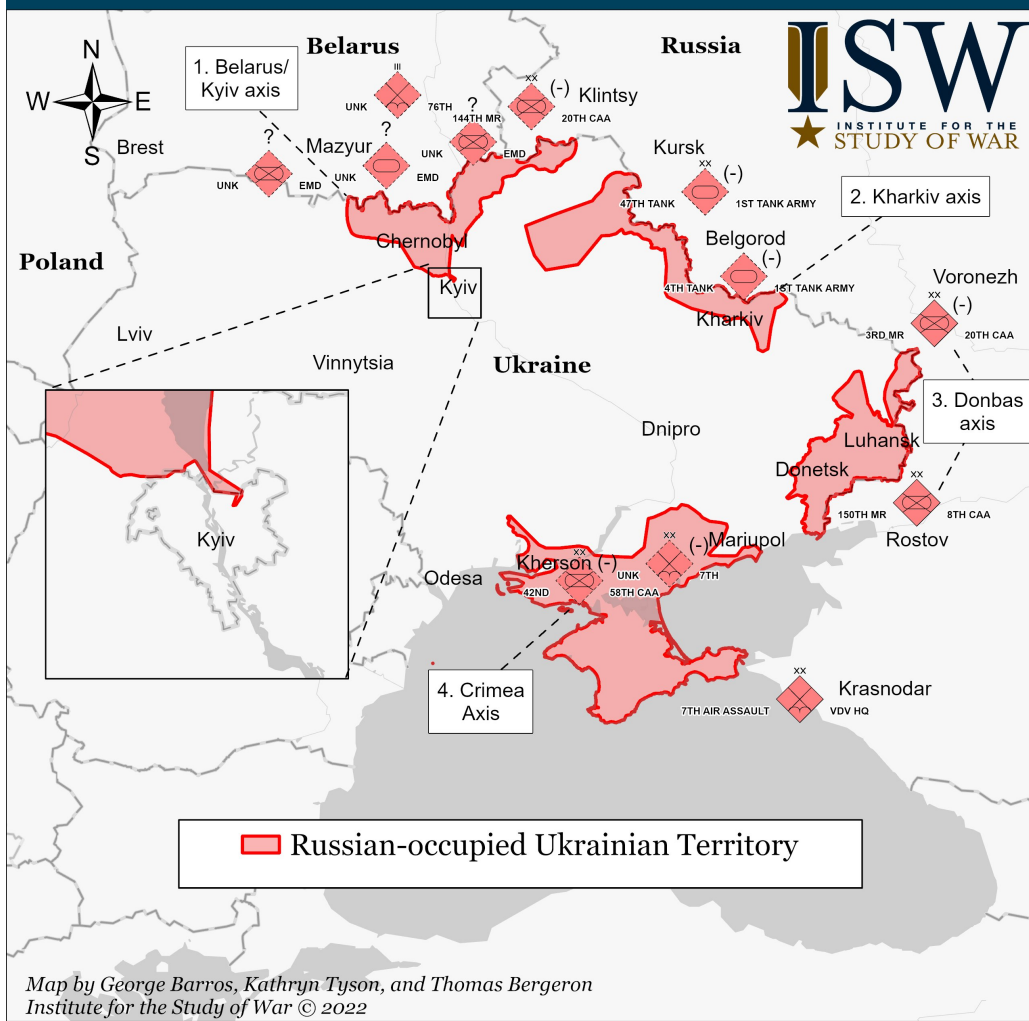 N
W
E
S
Belarus
Russia
ISW
INSTITUTE FOR THE
STUDY OF WAR
1. Belarus/
Kyiv axis
III
UNK
76TH
?
144TH MR
UNK
EMD
XX
(-)
Klintsy
20TH CAA
Brest
?
UNK
EMD
Mazyur
?
UNK
EMD
Kursk
XX
(-)
47TH TANK
1ST TANK ARMY
2. Kharkiv axis
Belgorod
(-)
4TH TANK
1ST TANK ARMY
Kharkiv
Chernobyl
Poland
Kyiv
Voronezh
XX
(-)
3RD MR
20TH CAA
Lviv
Vinnytsia
Ukraine
3. Donbas
axis
Dnipro
Luhansk
Donetsk
XX
150TH MR
8TH CAA
Rostov
Kyiv
Mariupol
XX
(-)
UNK
7TH
Kherson
XX
(-)
42ND
58TH CAA
Odesa
4. Crimea
Axis
XX
Krasnodar
7TH AIR ASSAULT
VDV HQ
Russian-occupied Ukrainian Territory
Map by George Barros, Kathryn Tyson, and Thomas Bergeron
Institute for the Study of War © 2022